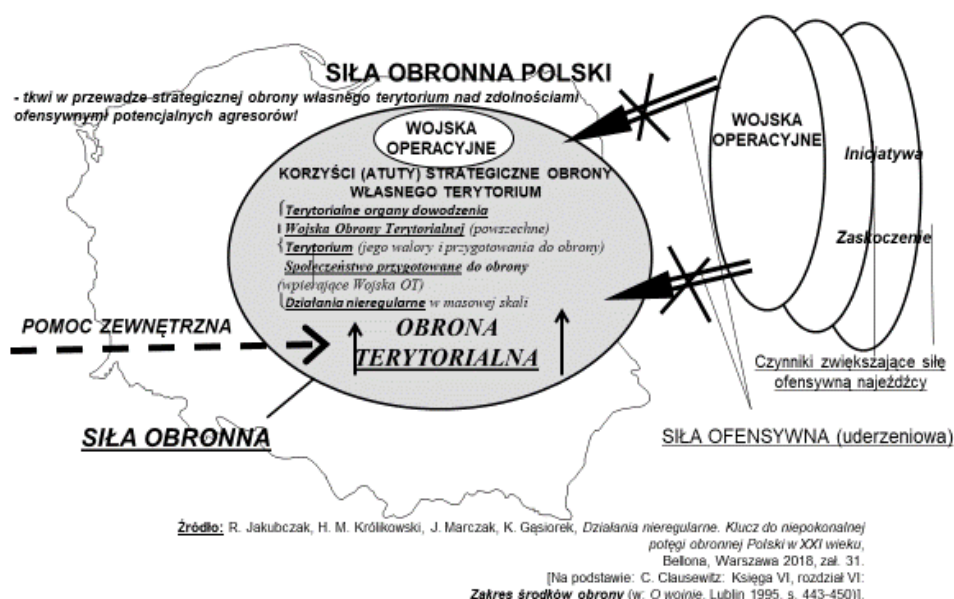 SIŁA OBRONNA POLSKI
- tkwi w przewadze strategicznej obrony własnego terytorium nad zdolnościami
ofensywnymi potencjalnych agresorów!
WOJSKA
OPERACYJNE
KORZYŚCI (ATUTY) STRATEGICZNE OBRONY
WŁASNEGO TERYTORIUM
Terytorialne organy dowodzenia
Wojska Obrony Terytorialnej (powszechne)
Terytorium (jego walory i przygotowania do obrony)
Społeczeństwo przygotowane do obrony
(wpierające Wojska OT)
Działania nieregularne w masowej skali
OBRONA
TERYTORIALNA
POMOC ZEWNĘTRZNA
SIŁA OBRONNA
WOJSKA
OPERACYJNE
Inicjatywa
Zaskoczenie
Czynniki zwiększające siłę
ofensywną najeźdźcy
SIŁA OFENSYWNA (uderzeniowa)
Źródło: R. Jakubczak, H. M. Królikowski, J. Marczak, K. Gąsiorek, Działania nieregularne. Klucz do niepokonalnej
potęgi obronnej Polski w XXI wieku,
Bellona, Warszawa 2018, zał. 31.
[Na podstawie: C. Clausewitz: Księga VI, rozdział VI:
Zakres środków obrony (w: O wojnie, Lublin 1995, s. 443-450)].